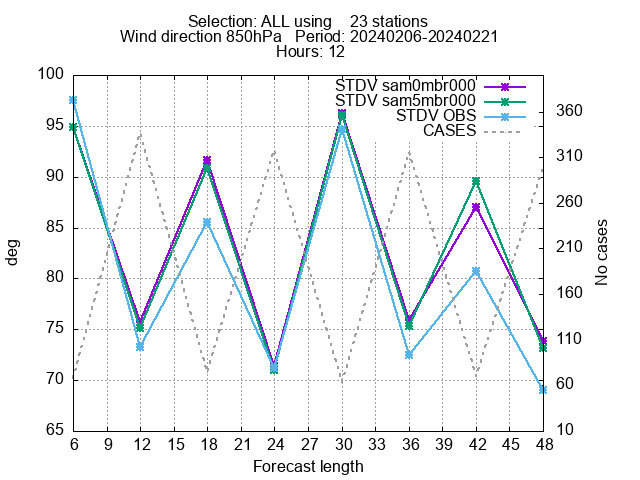 Selection: ALL using    23 stations
Wind direction 850hPa   Period: 20240206-20240221
Hours: 12
STDV sam0mbr000
STDV sam5mbr000
STDV OBS
CASES
100
95
90
85
80
75
70
65
deg
360
310
260
210
160
110
60
10
No cases
6 9 12 15 18 21 24 27 30 33 36 39 42 45 48
Forecast length